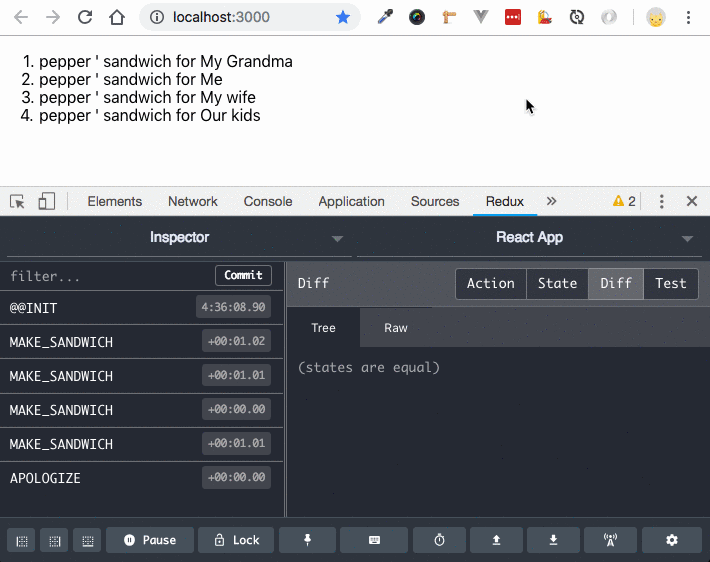 localhost:3000
1. pepper ' sandwich for My Grandma
2. pepper ' sandwich for Me
3. pepper ' sandwich for My wife
4. pepper ' sandwich for Our kids
Elements Network Console Application Sources Redux » 2
Inspector React App
filter... Commit Diff Action State Diff Test
@@INIT 4:36:08.90
Tree Raw
MAKE_SANDWICH +00:01.02
(states are equal)
MAKE_SANDWICH +00:01.01
MAKE_SANDWICH +00:00.00
MAKE_SANDWICH +00:01.01
APOLOGIZE +00:00.00
Pause Lock